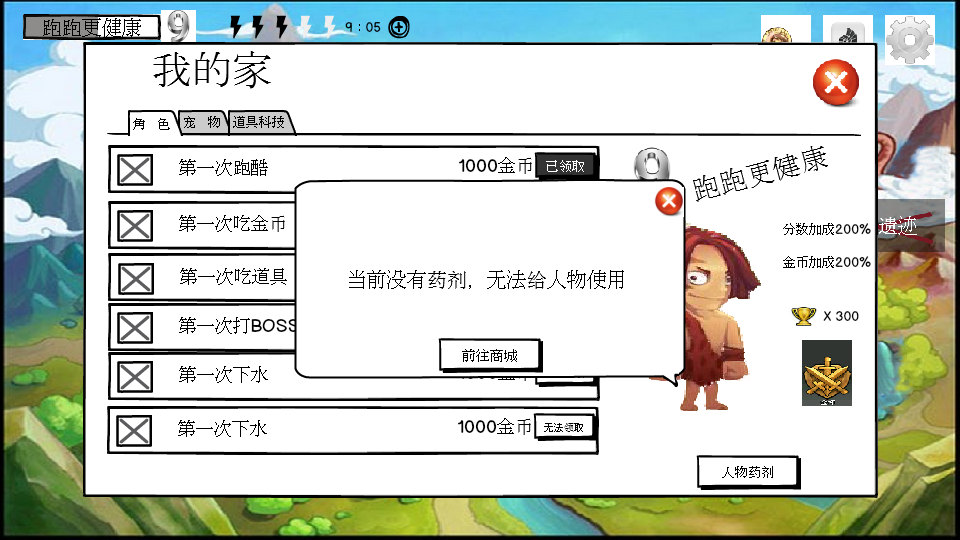 跑跑更健康
9
9：05
我的家
角 色
宠 物
道具科技
第一次跑酷
1000金币
已领取
第一次吃金币
第一次吃道具
第一次打BOSS
第一次下水
第一次下水
1000金币
无法领取
当前没有药剂，无法给人物使用
前往商城
0
跑跑更健康
分数加成200%
金币加成200%
X 300
人物药剂
遗迹